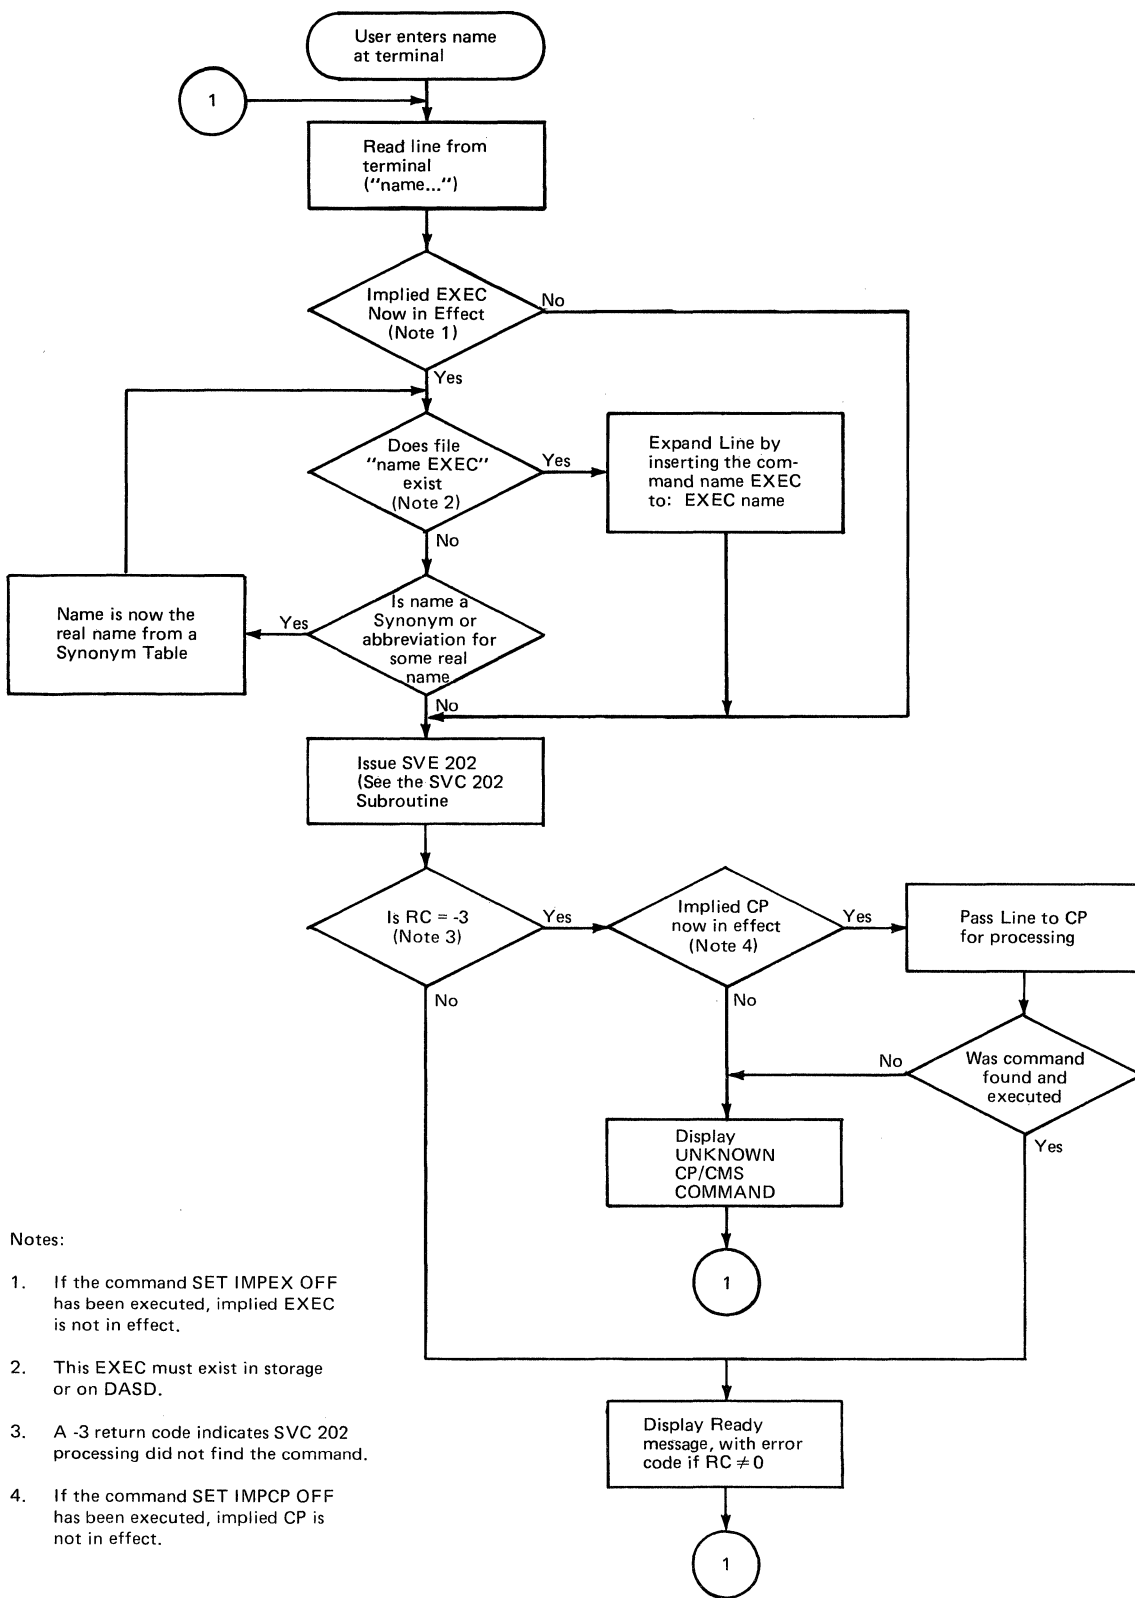 User enters name
at terminal
1
Read line from
terminal
("name...")
Implied EXEC
Now in Effect
(Note 1)
No
Yes
Does file
"name EXEC"
exist
(Note 2)
Yes
Expand Line by
inserting the com-
mand name EXEC
to: EXEC name
No
Name is now the
real name from a
Synonym Table
Yes
Is name a
Synonym or
abbreviation for
some real
name
No
Issue SVE 202
(See the SVC 202
Subroutine
Is RC = -3
(Note 3)
Yes
Implied CP
now in effect
(Note 4)
Yes
Pass Line to CP
for processing
No
No
No
Was command
found and
executed
Yes
Display
UNKNOWN
CP/CMS
COMMAND
1
Display Ready
message, with error
code if RC ≠ 0
1
Notes:
1. If the command SET IMPEX OFF
has been executed, implied EXEC
is not in effect.
2. This EXEC must exist in storage
or on DASD.
3. A -3 return code indicates SVC 202
processing did not find the command.
4. If the command SET IMPCP OFF
has been executed, implied CP is
not in effect.